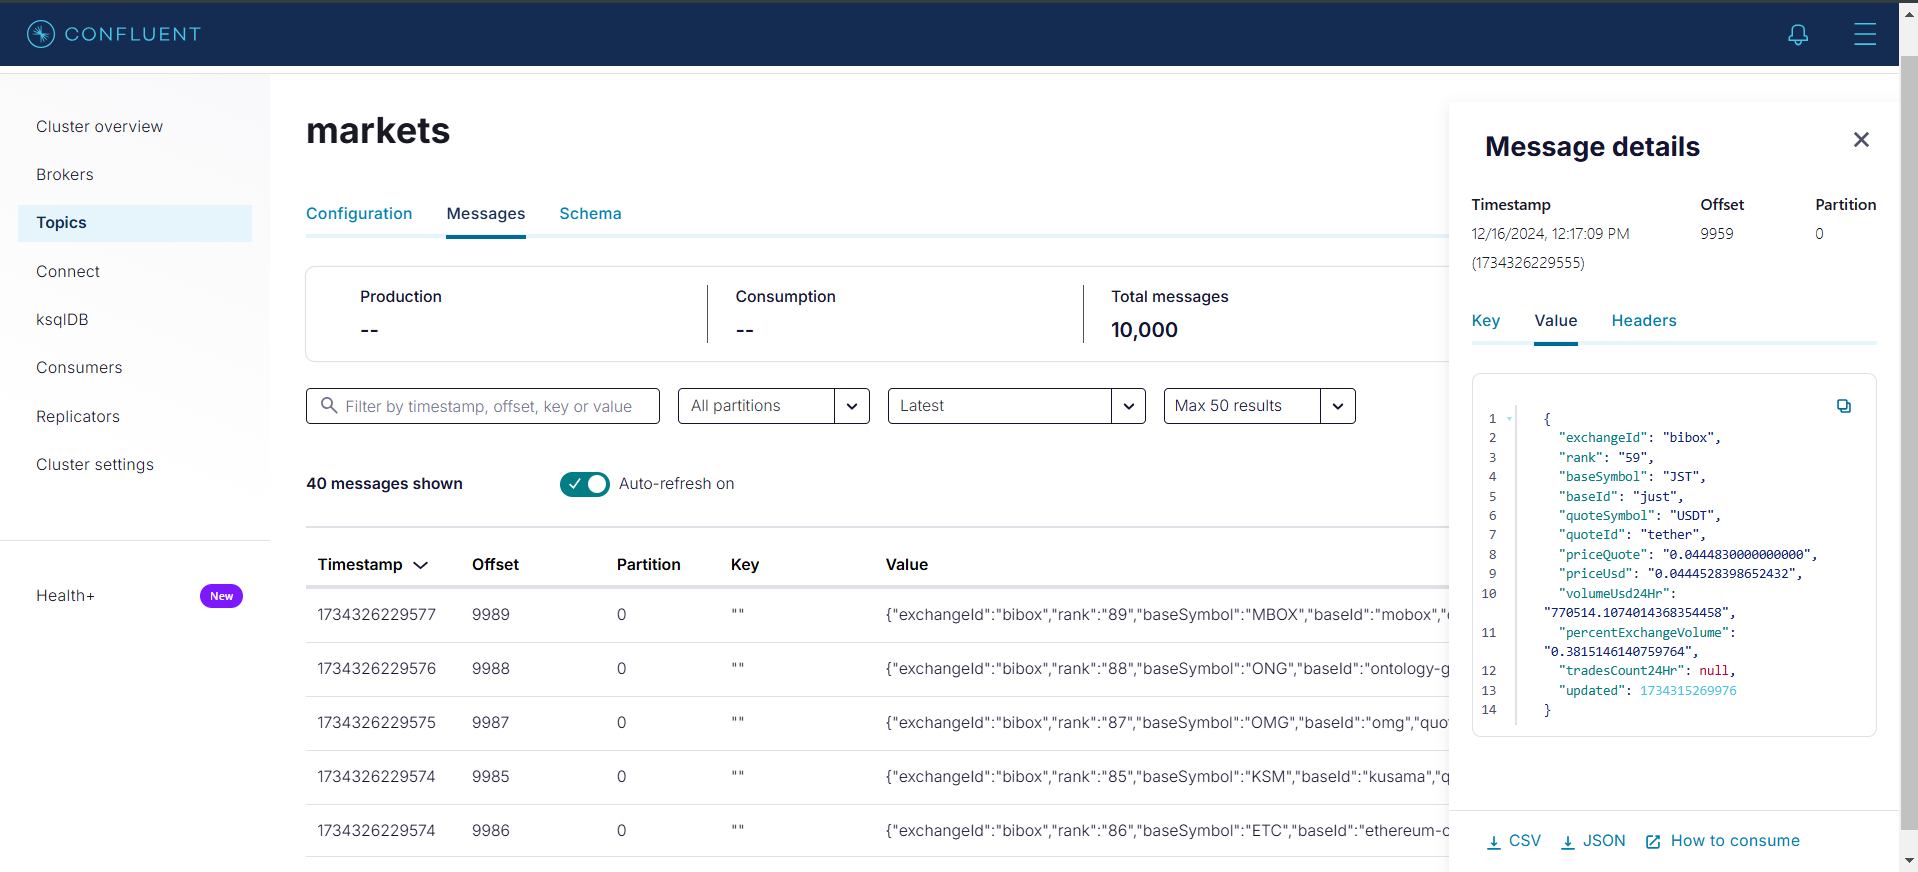 CONFLUENT
Cluster overview
Brokers
Topics
Connect
ksqlDB
Consumers
Replicators
Cluster settings
Health+ New
markets
Configuration Messages Schema
Production Consumption Total messages
-- -- 10,000
Filter by timestamp, offset, key or value All partitions Latest Max 50 results
40 messages shown Auto-refresh on
Timestamp Offset Partition Key Value
1734326229577 9989 0 "" {"exchangeId":"bibox","rank":"89","baseSymbol":"MBOX","baseId":"mobox","
1734326229576 9988 0 "" {"exchangeId":"bibox","rank":"88","baseSymbol":"ONG","baseId":"ontology-g
1734326229575 9987 0 "" {"exchangeId":"bibox","rank":"87","baseSymbol":"OMG","baseId":"omg","quo
1734326229574 9985 0 "" {"exchangeId":"bibox","rank":"85","baseSymbol":"KSM","baseId":"kusama","q
1734326229574 9986 0 "" {"exchangeId":"bibox","rank":"86","baseSymbol":"ETC","baseId":"ethereum-c
Message details
Timestamp Offset Partition
12/16/2024, 12:17:09 PM 9959 0
(1734326229555)
Key Value Headers
1 {
2 "exchangeId": "bibox",
3 "rank": "59",
4 "baseSymbol": "JST",
5 "baseId": "just",
6 "quoteSymbol": "USDT",
7 "quoteId": "tether",
8 "priceQuote": "0.0444830000000000",
9 "priceUsd": "0.0444528398652432",
10 "volumeUsd24Hr":
"770514.1074014368354458",
11 "percentExchangeVolume":
"0.3815146140759764",
12 "tradesCount24Hr": null,
13 "updated": 1734315269976
14 }
CSV JSON How to consume